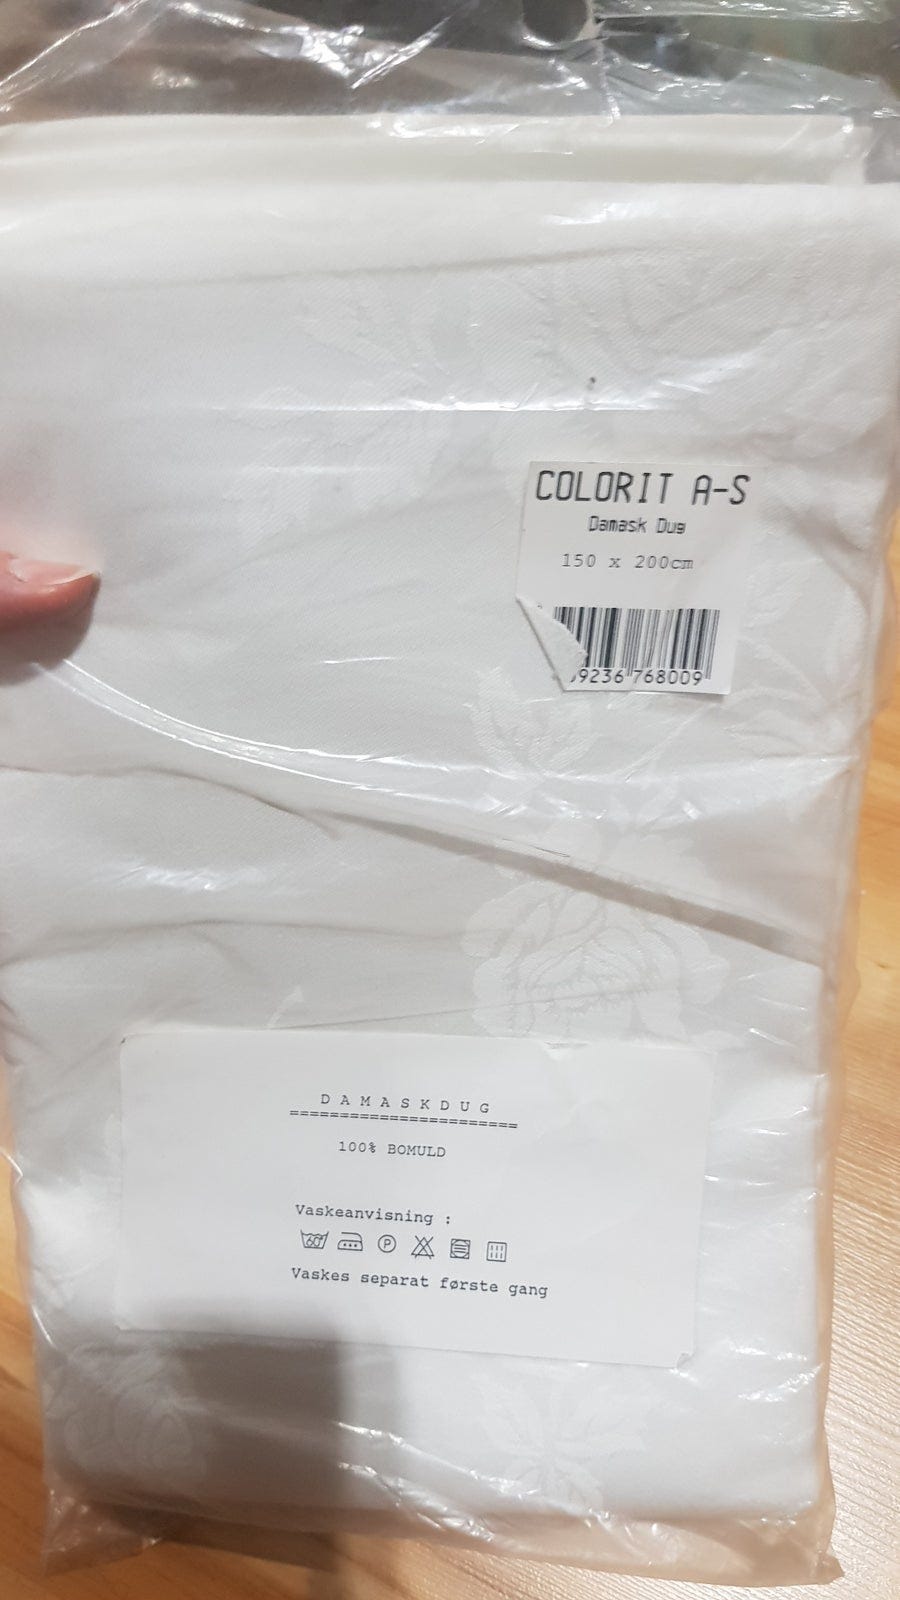 COLORIT A-S
Damask Dug
150 x 200cm
9236 768009
DAMASKDUG
=======================
100% BOMULD
Vaskeanvisning :
60° P
Vaskes separat første gang